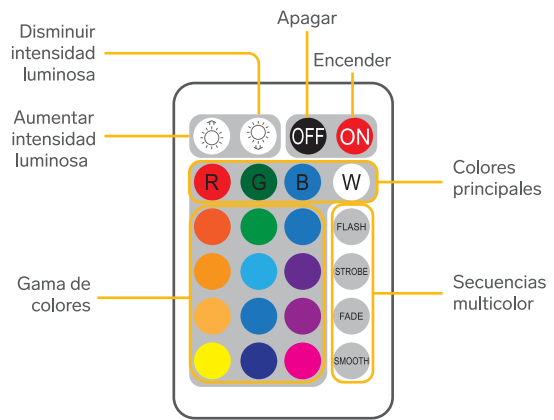 Apagar
Disminuir
intensidad
luminosa
Encender
Aumentar
intensidad
luminosa
OFF
ON
R
G
B
W
Colores
principales
FLASH
STROBE
FADE
SMOOTH
Gama de
colores
Secuencias
multicolor